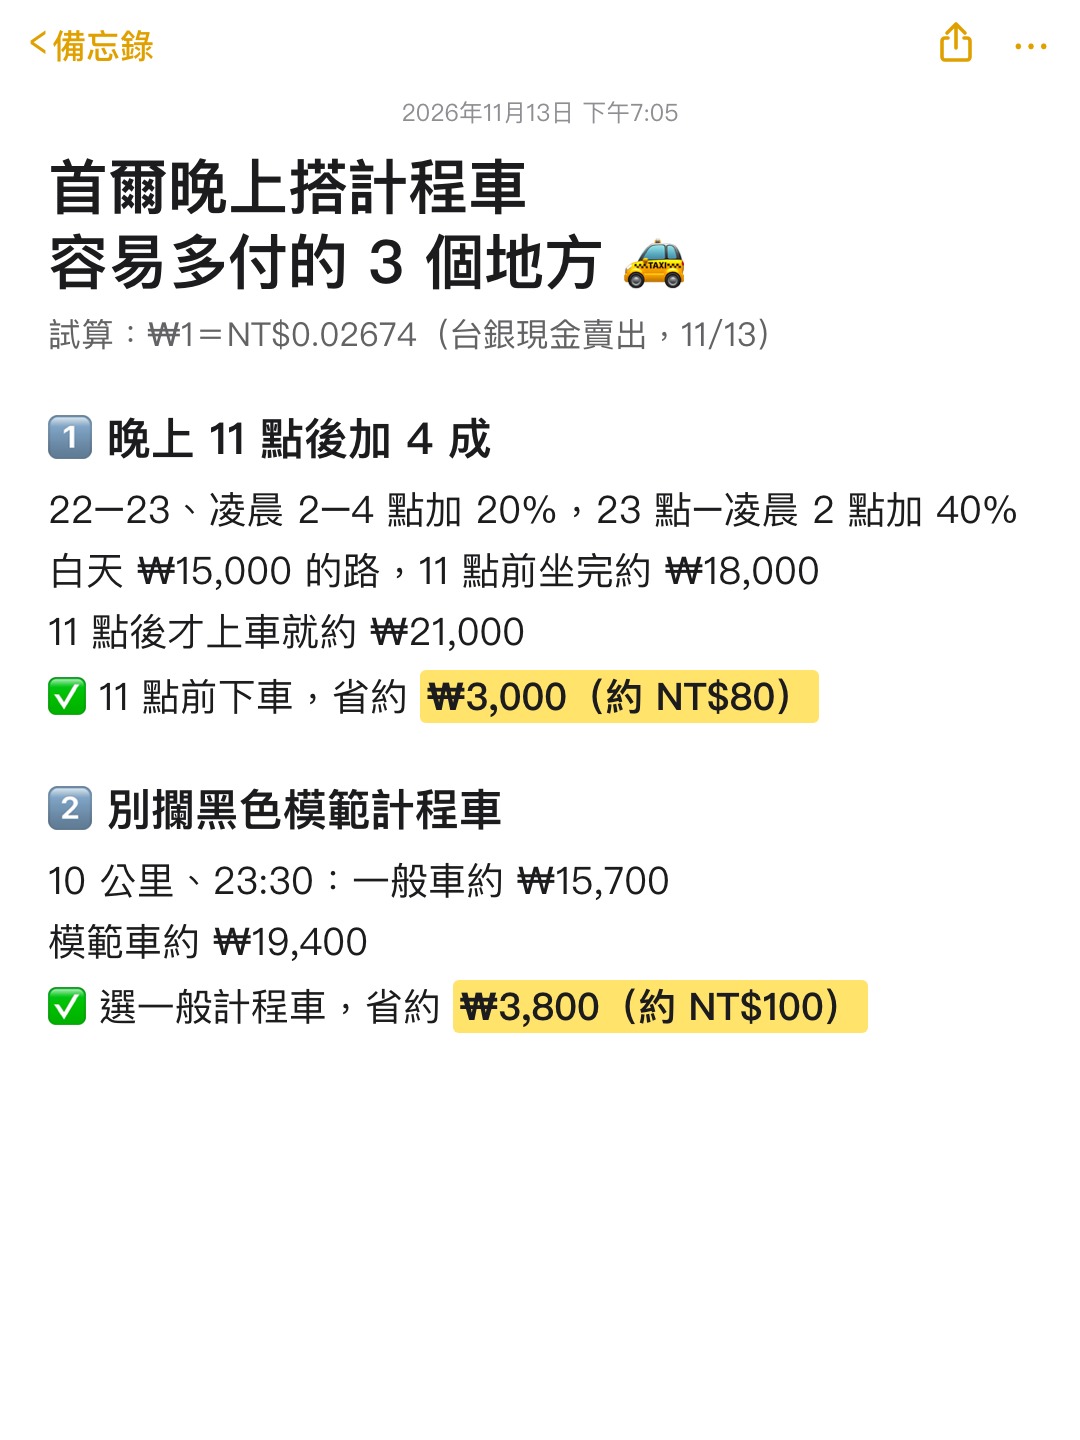 備忘錄
2026年11月13日 下午7:05
首爾晚上搭計程車
容易多付的 3 個地方
TAXI
試算：₩1＝NT$0.02674（台銀現金賣出，11/13）
1 晚上 11 點後加 4 成
22–23、凌晨 2–4 點加 20%，23 點–凌晨 2 點加 40%
白天 ₩15,000 的路，11 點前坐完約 ₩18,000
11 點後才上車就約 ₩21,000
✅ 11 點前下車，省約 ₩3,000（約 NT$80）
2 別攔黑色模範計程車
10 公里、23:30：一般車約 ₩15,700
模範車約 ₩19,400
✅ 選一般計程車，省約 ₩3,800（約 NT$100）